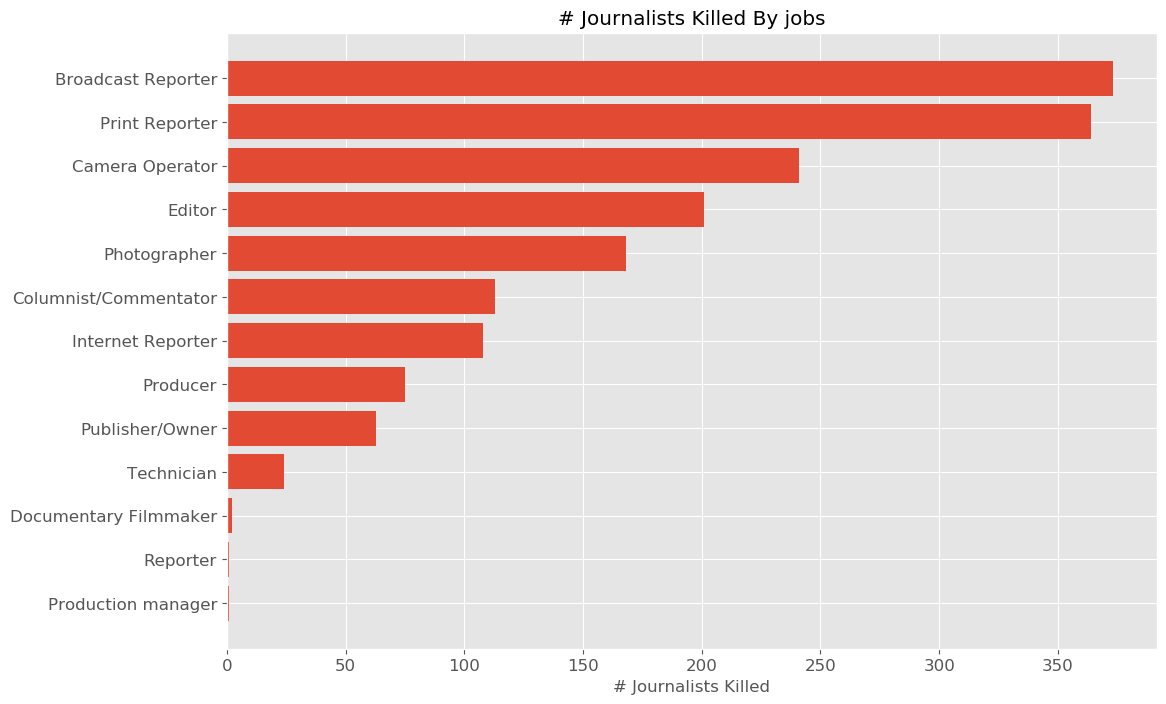 # Journalists Killed By jobs
Broadcast Reporter
Print Reporter
Camera Operator
Editor
Photographer
Columnist/Commentator
Internet Reporter
Producer
Publisher/Owner
Technician
Documentary Filmmaker
Reporter
Production manager
0 50 100 150 200 250 300 350
# Journalists Killed